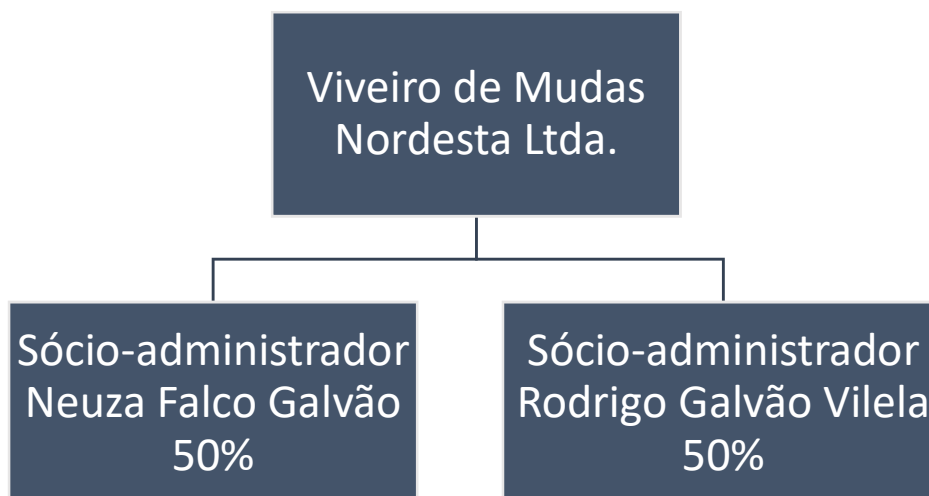 Viveiro de Mudas
Nordesta Ltda.
Sócio-administrador
Neuza Falco Galvão
50%
Sócio-administrador
Rodrigo Galvão Vilela
50%